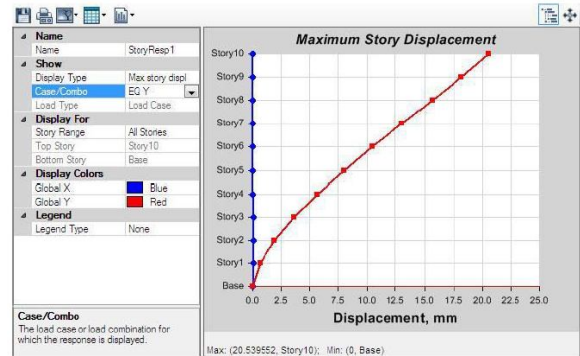 Name
Name StoryResp1
Show
Display Type Max story displ
Case/Combo EQ Y
Load Type Load Case
Display For
Story Range All Stories
Top Story Story10
Bottom Story Base
Display Colors
Global X Blue
Global Y Red
Legend
Legend Type None
Case/Combo
The load case or load combination for
which the response is displayed.
Maximum Story Displacement
Story10
Story9
Story8
Story7
Story6
Story5
Story4
Story3
Story2
Story1
Base
0.0 2.5 5.0 7.5 10.0 12.5 15.0 17.5 20.0 22.5 25.0
Displacement, mm
Max: (20.539552, Story10); Min: (0, Base)